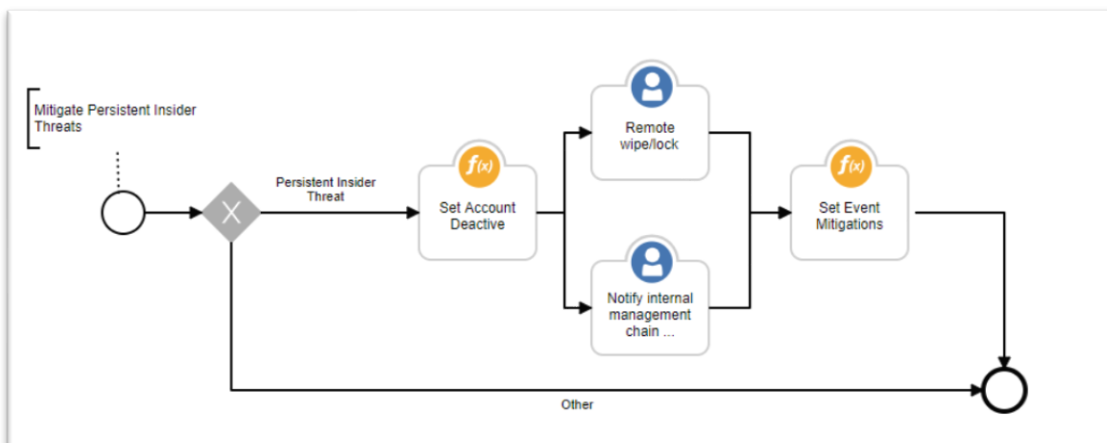 Mitigate Persistent Insider
Threats
X
Persistent Insider
Threat
f(x)
Set Account
Deactive
Remote
wipe/lock
Notify internal
management
chain ...
f(x)
Set Event
Mitigations
Other